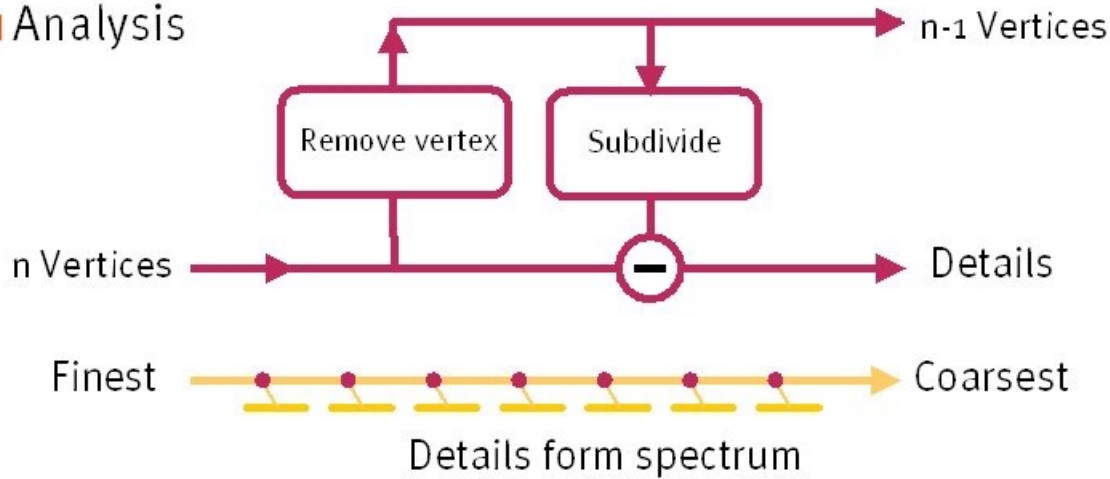 Analysis
n-1 Vertices
Remove vertex
Subdivide
n Vertices
Details
Finest
Coarsest
Details form spectrum